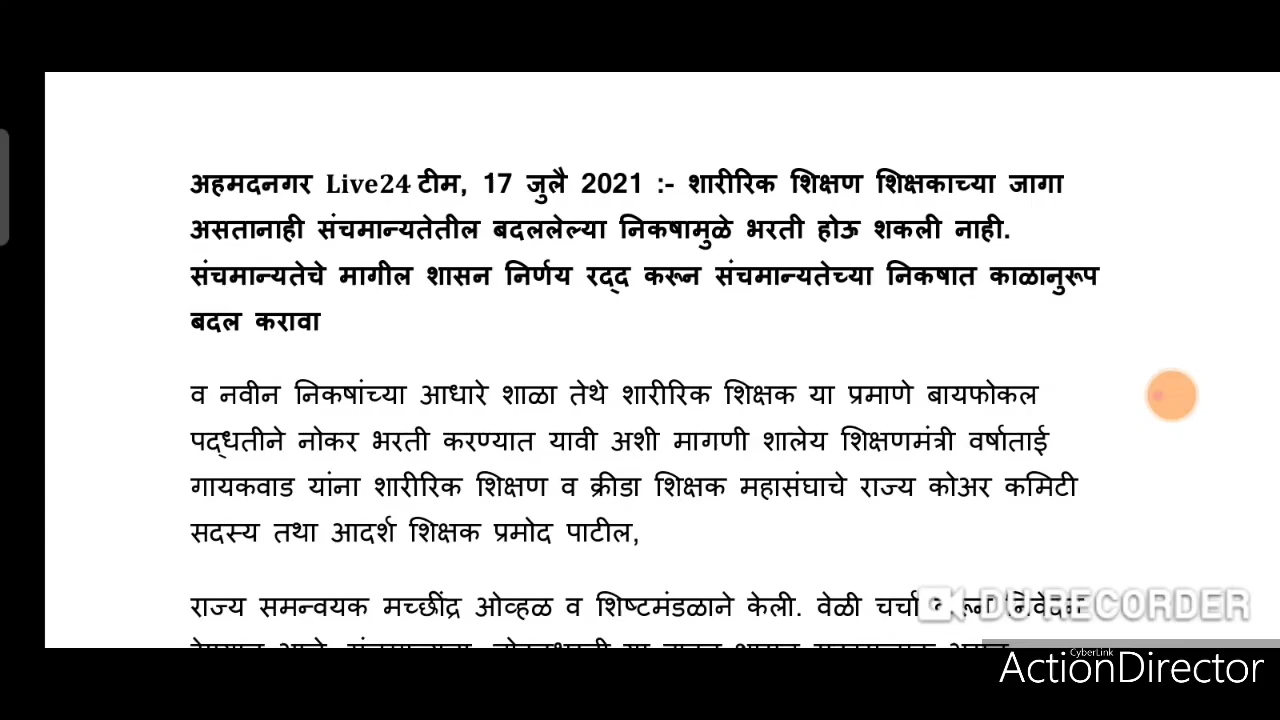 अहमदनगर Live24 टीम, 17 जुलै 2021 :- शारीरिक शिक्षण शिक्षकाच्या जागा
असतानाही संचमान्यतेतील बदललेल्या निकषामुळे भरती होऊ शकली नाही.
संचमान्यतेचे मागील शासन निर्णय रद्द करून संचमान्यतेच्या निकषात काळानुरूप
बदल करावा
व नवीन निकषांच्या आधारे शाळा तेथे शारीरिक शिक्षक या प्रमाणे बायफोकल
पद्धतीने नोकर भरती करण्यात यावी अशी मागणी शालेय शिक्षणमंत्री वर्षाताई
गायकवाड यांना शारीरिक शिक्षण व क्रीडा शिक्षक महासंघाचे राज्य कोअर कमिटी
सदस्य तथा आदर्श शिक्षक प्रमोद पाटील,
राज्य समन्वयक मच्छींद्र ओव्हळ व शिष्टमंडळाने केली. वेळी चर्चा
DU RECORDER
CyberLink
ActionDirector